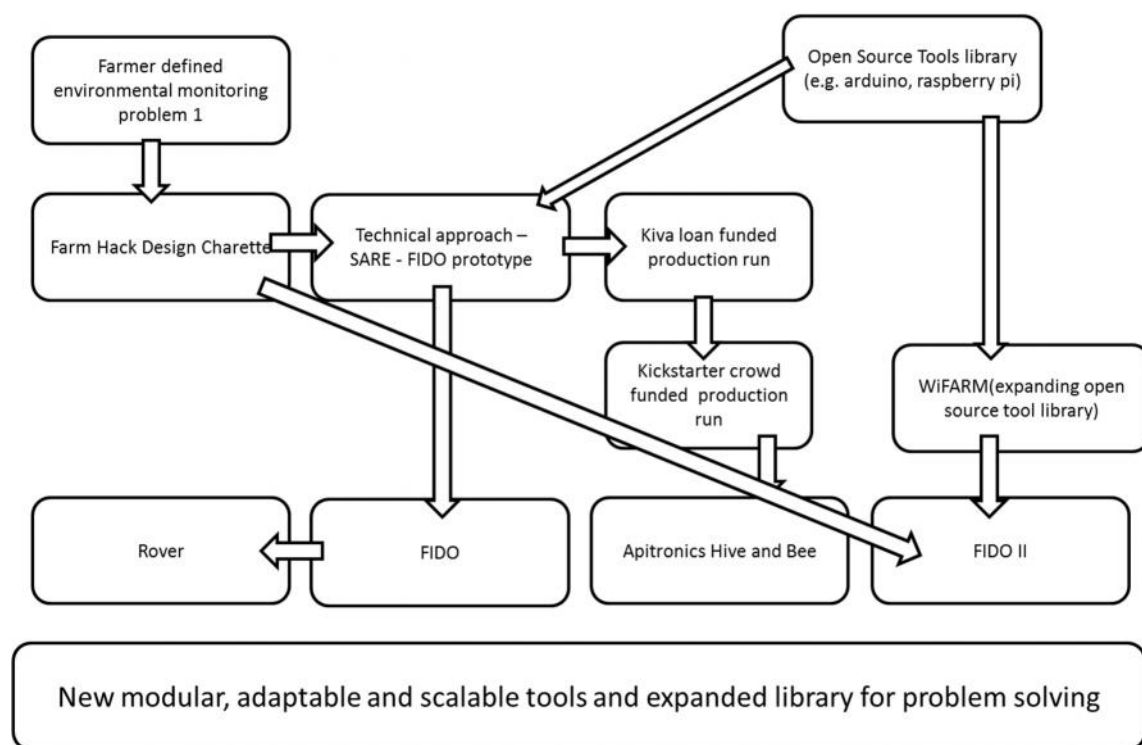 Farmer defined
environmental monitoring
problem 1
Open Source Tools library
(e.g. arduino, raspberry pi)
Farm Hack Design Charette
Technical approach –
SARE - FIDO prototype
Kiva loan funded
production run
Kickstarter crowd
funded production
run
WiFARM(expanding open
source tool library)
Rover
FIDO
Apitronics Hive and Bee
FIDO II
New modular, adaptable and scalable tools and expanded library for problem solving